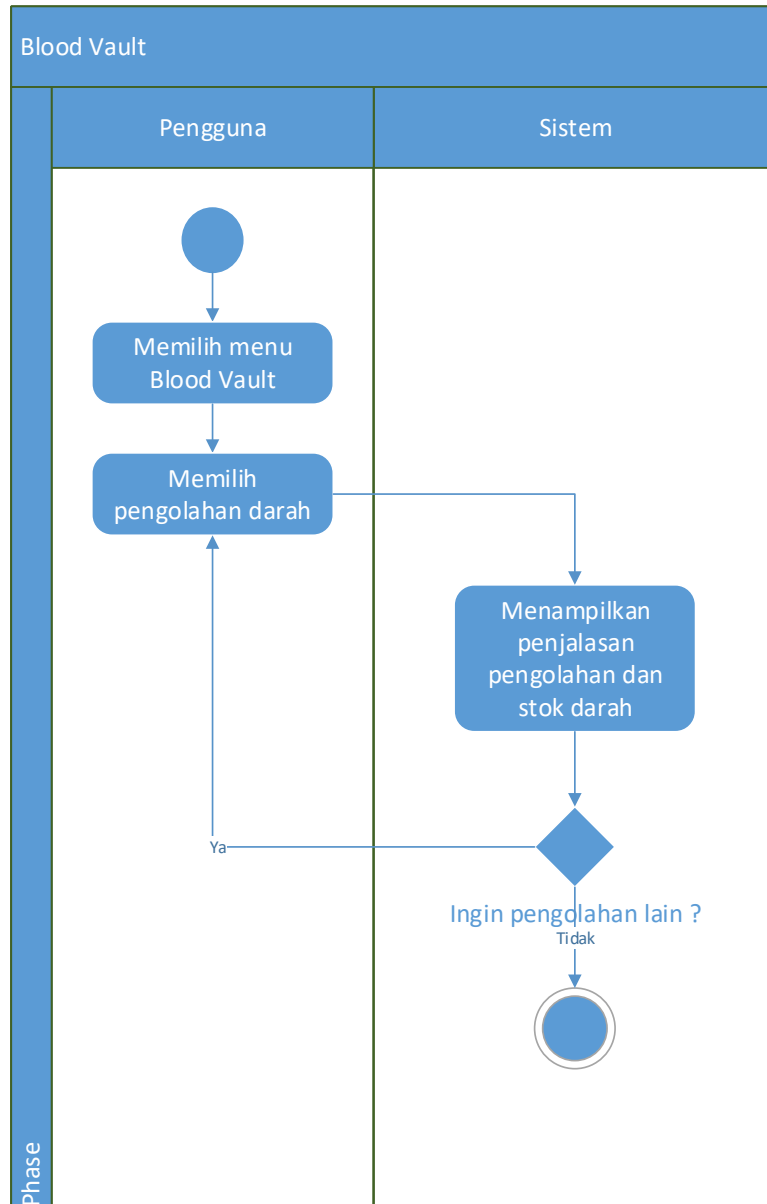 Blood Vault
Pengguna
Sistem
Memilih menu
Blood Vault
Memilih
pengolahan darah
Menampilkan
penjalasan
pengolahan dan
stok darah
Ya
Ingin pengolahan lain ?
Tidak
Phase